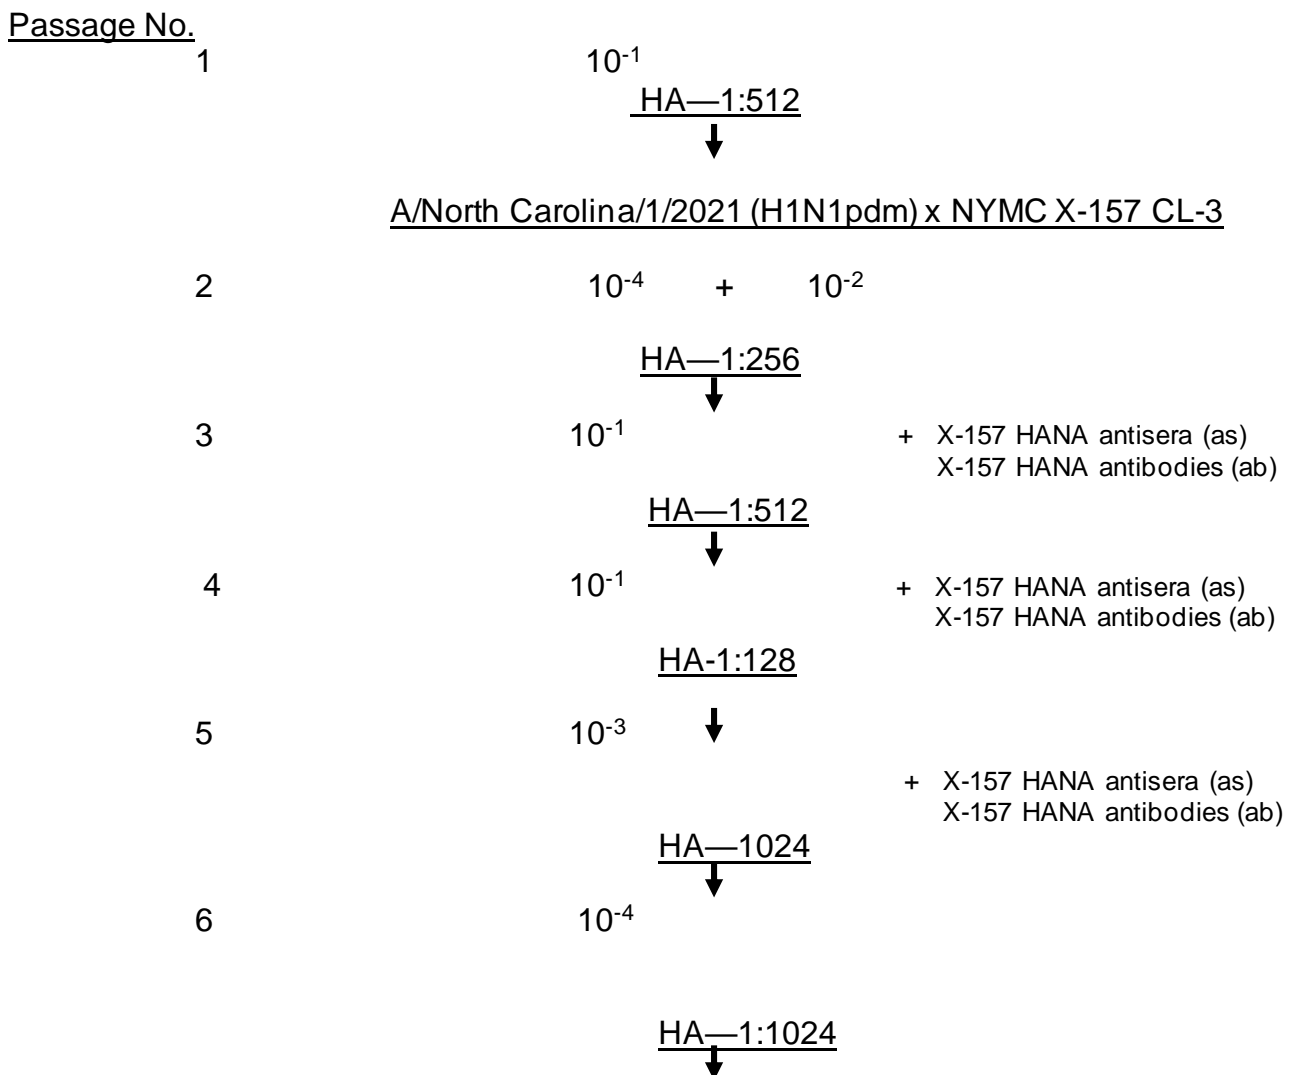 Passage No.
1 10⁻¹
HA—1:512
A/North Carolina/1/2021 (H1N1pdm) x NYMC X-157 CL-3
2 10⁻⁴ + 10⁻²
HA—1:256
3 10⁻¹ + X-157 HANA antisera (as)
X-157 HANA antibodies (ab)
HA—1:512
4 10⁻¹ + X-157 HANA antisera (as)
X-157 HANA antibodies (ab)
HA-1:128
5 10⁻³
+ X-157 HANA antisera (as)
X-157 HANA antibodies (ab)
HA—1024
6 10⁻⁴
HA—1:1024